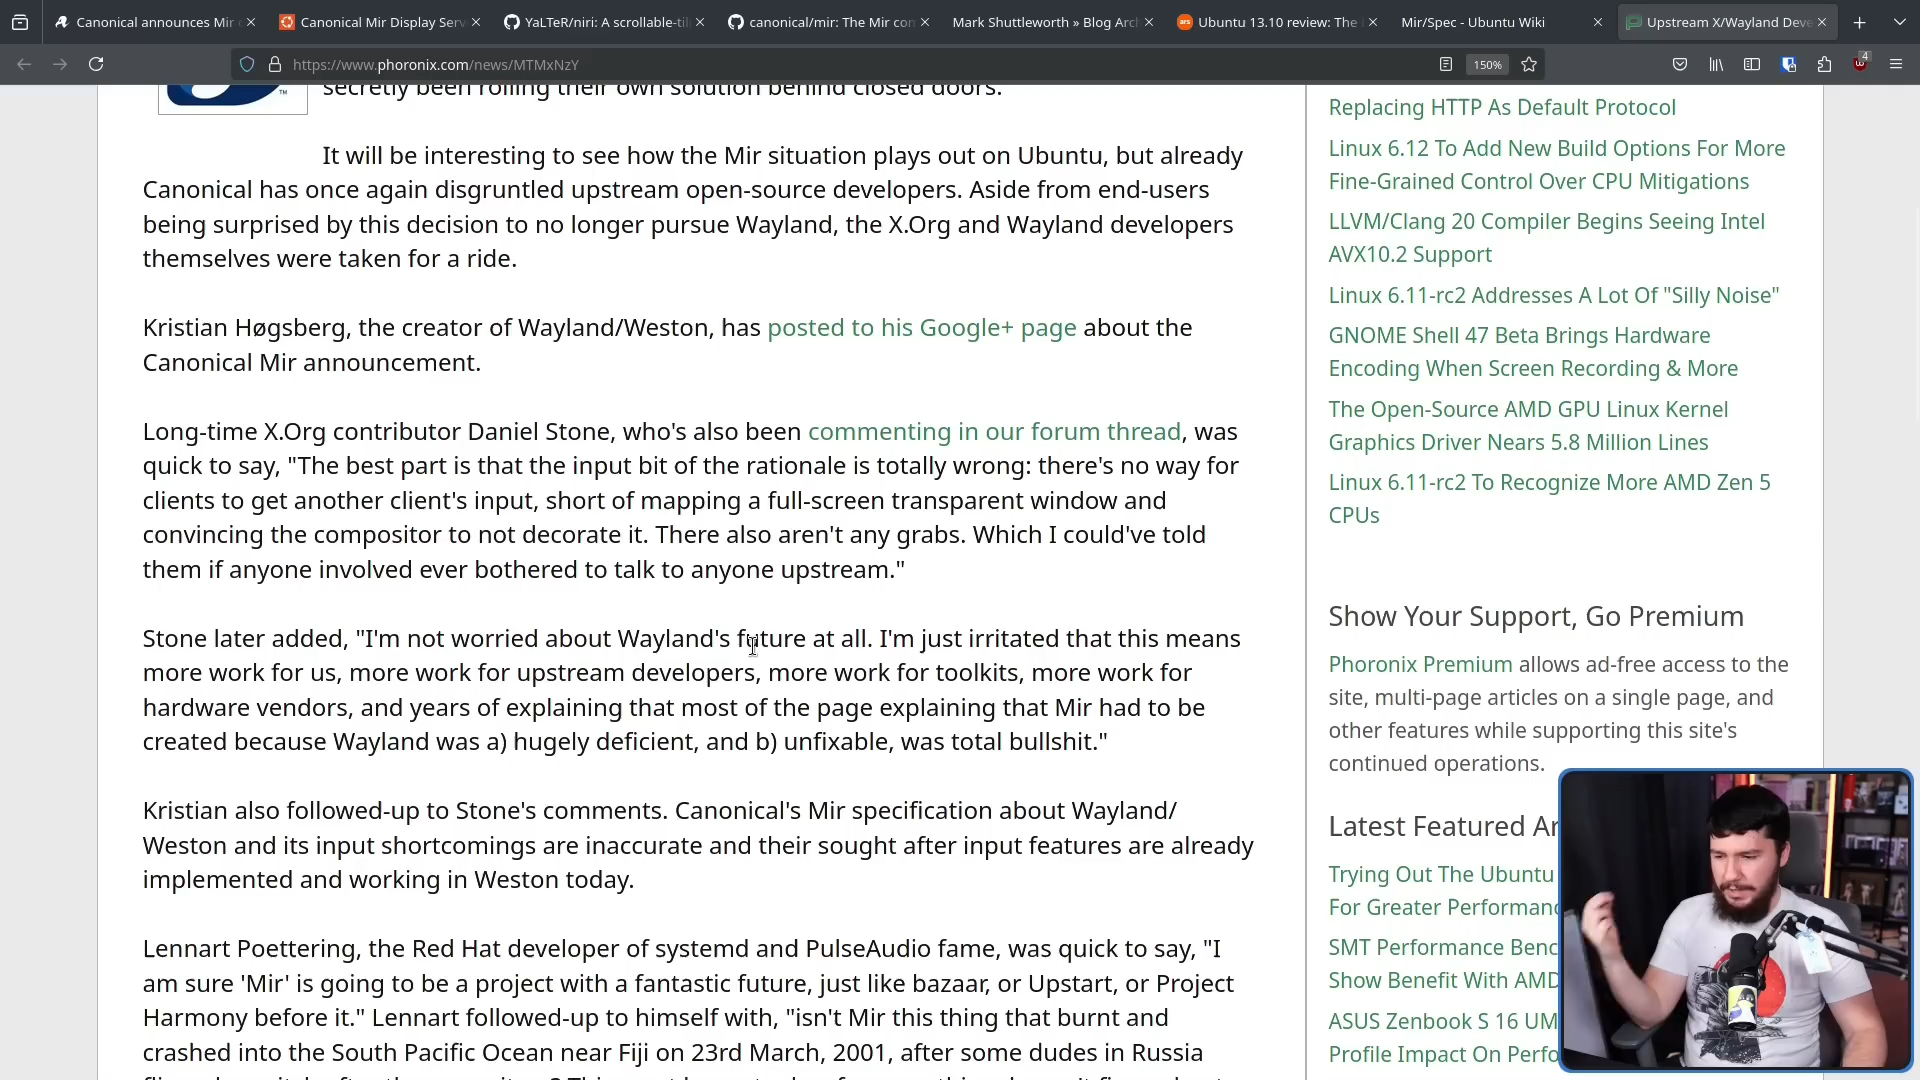 Canonical announces Mir
Canonical Mir Display Serv
YaLTeR/niri: A scrollable-til
canonical/mir: The Mir com
Mark Shuttleworth » Blog Arc
Ubuntu 13.10 review: The
Mir/Spec - Ubuntu Wiki
Upstream X/Wayland Deve
https://www.phoronix.com/news/MTMxNzY
150%
4
secretly been rolling their own solution behind closed doors.
It will be interesting to see how the Mir situation plays out on Ubuntu, but already
Canonical has once again disgruntled upstream open-source developers. Aside from end-users
being surprised by this decision to no longer pursue Wayland, the X.Org and Wayland developers
themselves were taken for a ride.
Kristian Høgsberg, the creator of Wayland/Weston, has posted to his Google+ page about the
Canonical Mir announcement.
Long-time X.Org contributor Daniel Stone, who's also been commenting in our forum thread, was
quick to say, "The best part is that the input bit of the rationale is totally wrong: there's no way for
clients to get another client's input, short of mapping a full-screen transparent window and
convincing the compositor to not decorate it. There also aren't any grabs. Which I could've told
them if anyone involved ever bothered to talk to anyone upstream."
Stone later added, "I'm not worried about Wayland's future at all. I'm just irritated that this means
more work for us, more work for upstream developers, more work for toolkits, more work for
hardware vendors, and years of explaining that most of the page explaining that Mir had to be
created because Wayland was a) hugely deficient, and b) unfixable, was total bullshit."
Kristian also followed-up to Stone's comments. Canonical's Mir specification about Wayland/
Weston and its input shortcomings are inaccurate and their sought after input features are already
implemented and working in Weston today.
Lennart Poettering, the Red Hat developer of systemd and PulseAudio fame, was quick to say, "I
am sure 'Mir' is going to be a project with a fantastic future, just like bazaar, or Upstart, or Project
Harmony before it." Lennart followed-up to himself with, "isn't Mir this thing that burnt and
crashed into the South Pacific Ocean near Fiji on 23rd March, 2001, after some dudes in Russia
Replacing HTTP As Default Protocol
Linux 6.12 To Add New Build Options For More
Fine-Grained Control Over CPU Mitigations
LLVM/Clang 20 Compiler Begins Seeing Intel
AVX10.2 Support
Linux 6.11-rc2 Addresses A Lot Of "Silly Noise"
GNOME Shell 47 Beta Brings Hardware
Encoding When Screen Recording & More
The Open-Source AMD GPU Linux Kernel
Graphics Driver Nears 5.8 Million Lines
Linux 6.11-rc2 To Recognize More AMD Zen 5
CPUs
Show Your Support, Go Premium
Phoronix Premium allows ad-free access to the
site, multi-page articles on a single page, and
other features while supporting this site's
continued operations.
Latest Featured Ar
Trying Out The Ubuntu
For Greater Performanc
SMT Performance Benc
Show Benefit With AMD
ASUS Zenbook S 16 UM
Profile Impact On Perfo